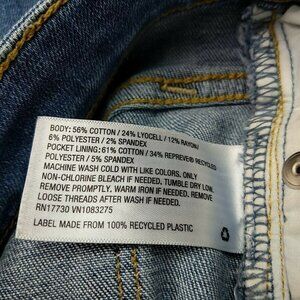 BODY: 56% COTTON / 24% LYOCELL / 12% RAYON/
6% POLYESTER / 2% SPANDEX
POCKET LINING: 61% COTTON / 34% REPREVE® RECYCLED
POLYESTER / 5% SPANDEX
MACHINE WASH COLD WITH LIKE COLORS. ONLY
NON-CHLORINE BLEACH IF NEEDED. TUMBLE DRY LOW.
REMOVE PROMPTLY. WARM IRON IF NEEDED. CLIP
LOOSE THREADS AFTER WASH IF NEEDED.
RN17730 VN1083275
LABEL MADE FROM 100% RECYCLED PLASTIC